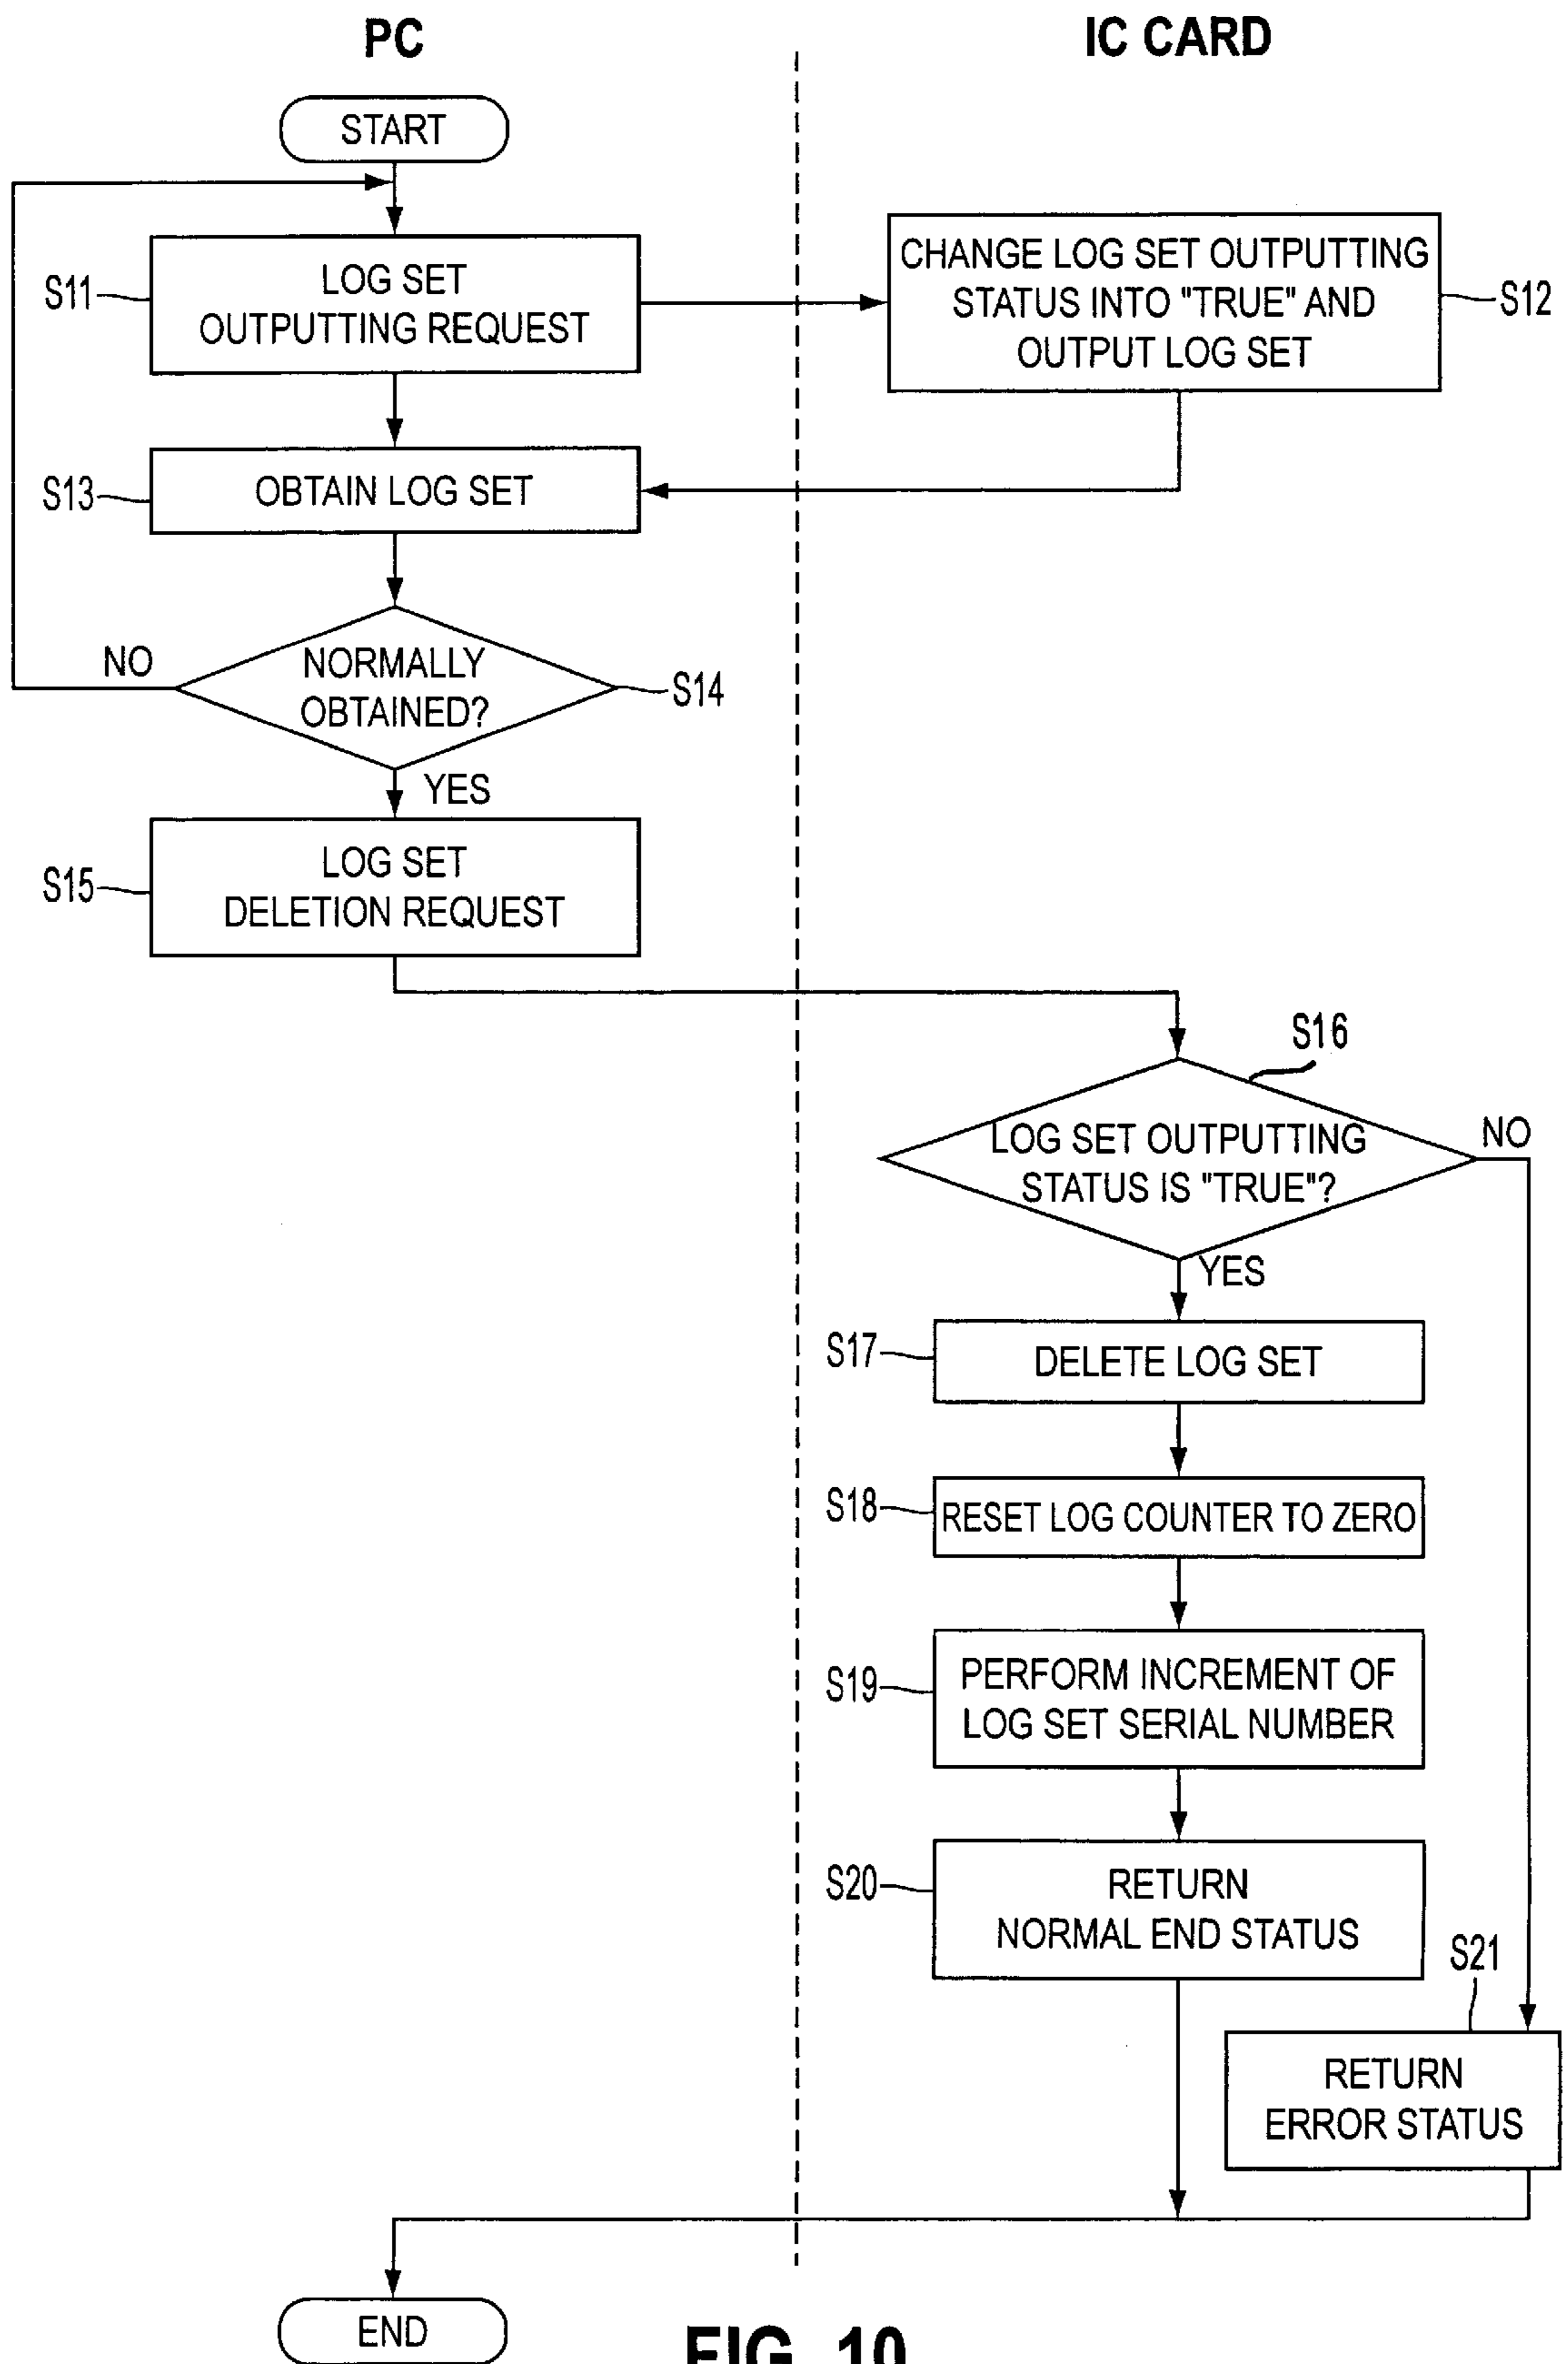 PC
IC CARD
START
S11
LOG SET
OUTPUTTING REQUEST
CHANGE LOG SET OUTPUTTING
STATUS INTO "TRUE" AND
OUTPUT LOG SET
S12
S13
OBTAIN LOG SET
NO
NORMALLY
OBTAINED?
S14
YES
S15
LOG SET
DELETION REQUEST
S16
LOG SET OUTPUTTING
STATUS IS "TRUE"?
NO
YES
S17
DELETE LOG SET
S18
RESET LOG COUNTER TO ZERO
S19
PERFORM INCREMENT OF
LOG SET SERIAL NUMBER
S20
RETURN
NORMAL END STATUS
S21
RETURN
ERROR STATUS
END
FIG. 10